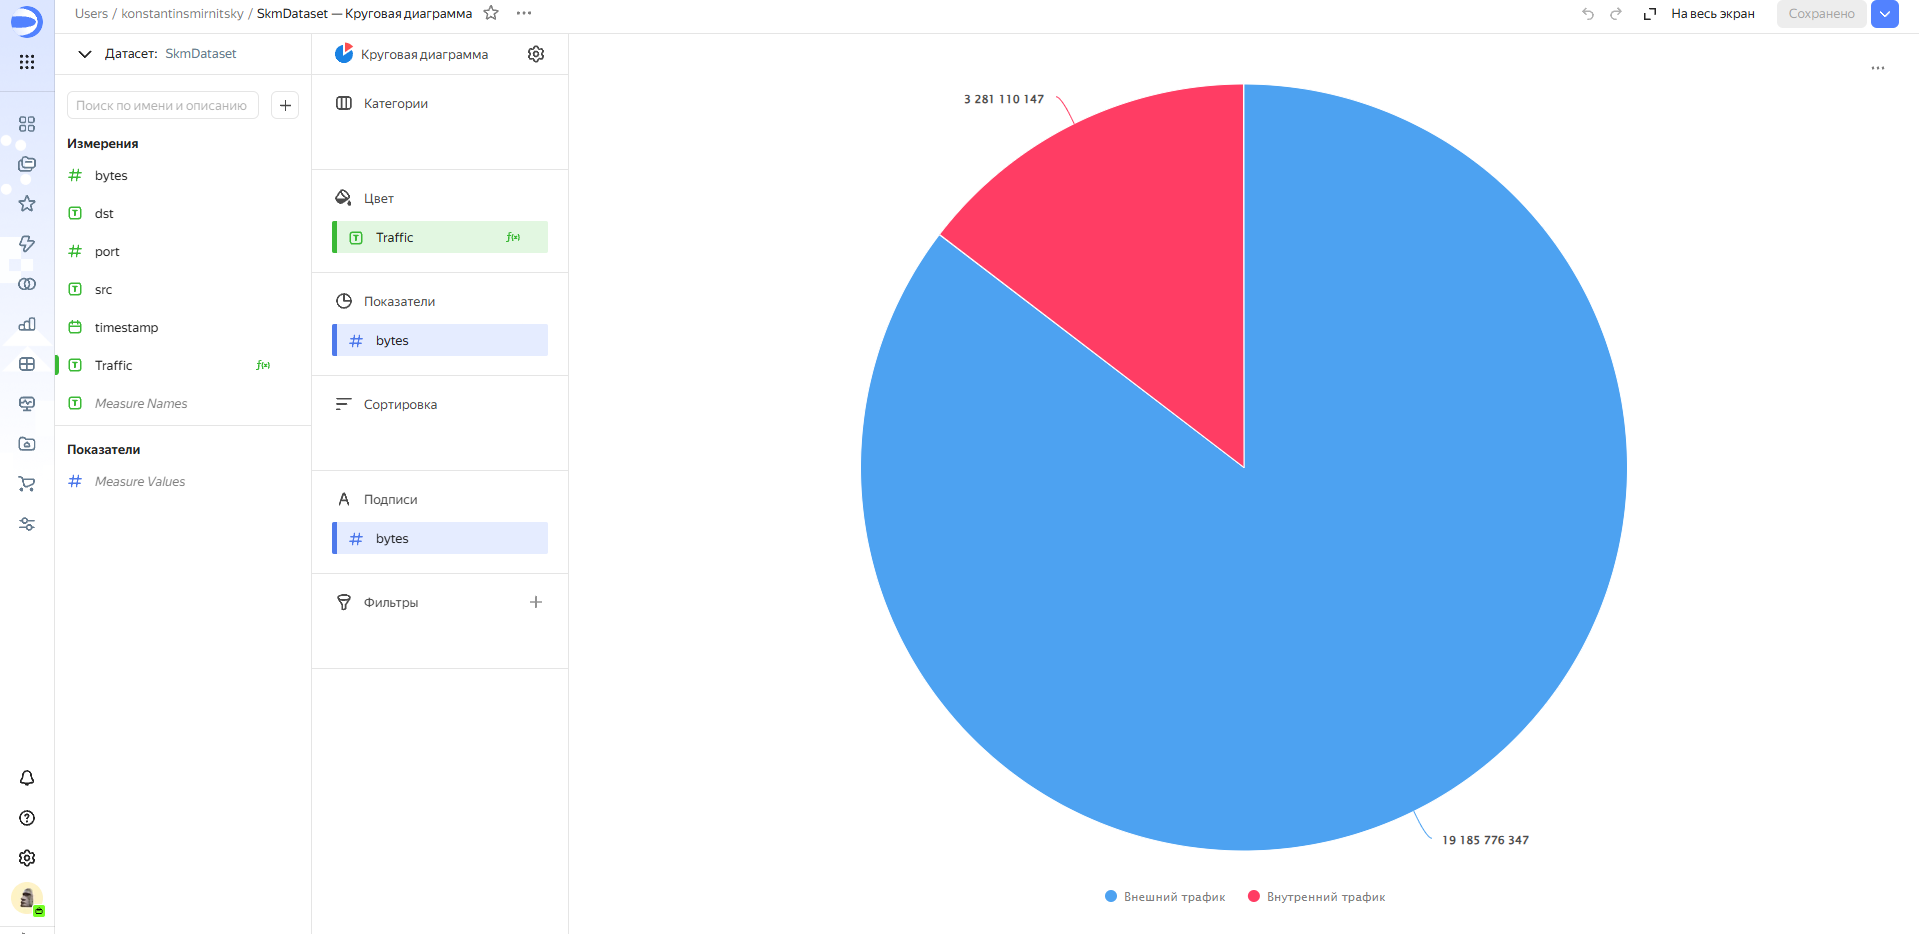 Users / konstantinsmirnitsky / SkmDataset — Круговая диаграмма
На весь экран
Сохранено
Датасет: SkmDataset
Поиск по имени и описанию
Измерения
bytes
dst
port
src
timestamp
Traffic
Measure Names
Показатели
Measure Values
Круговая диаграмма
Категории
Цвет
Traffic
Показатели
bytes
Сортировка
Подписи
bytes
Фильтры
3 281 110 147
19 185 776 347
Внешний трафик
Внутренний трафик